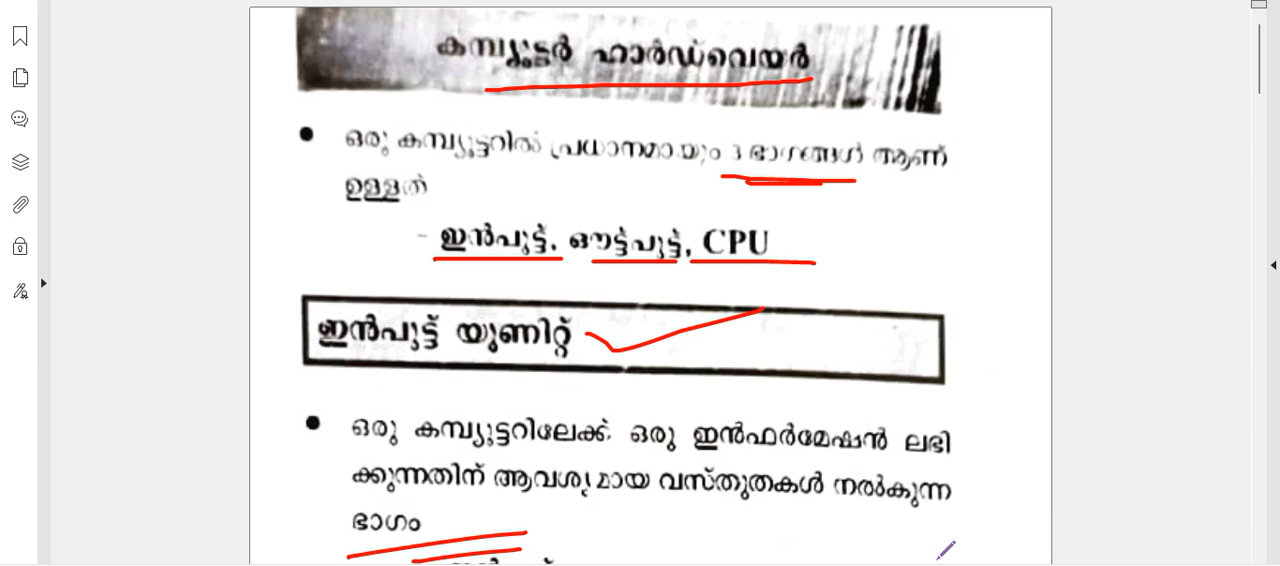 കമ്പ്യൂട്ടർ ഹാർഡ്‌വെയർ
ഒരു കമ്പ്യൂട്ടറിൽ പ്രധാനമായും 3 ഭാഗങ്ങൾ ആണ്
ഉള്ളത്
- ഇൻപുട്ട്, ഔട്ട്പുട്ട്, CPU
ഇൻപുട്ട് യൂണിറ്റ്
ഒരു കമ്പ്യൂട്ടറിലേക്ക് ഒരു ഇൻഫർമേഷൻ ലഭി
ക്കുന്നതിന് ആവശ്യമായ വസ്തുതകൾ നൽകുന്ന
ഭാഗം